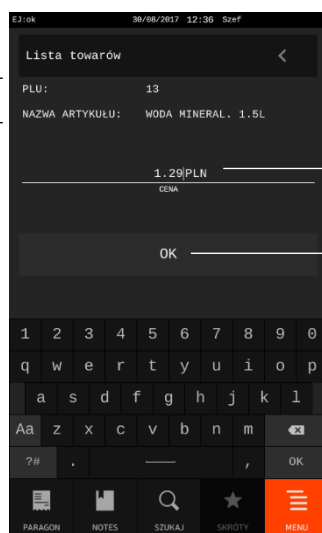 EJ:ok 30/08/2017 12:36 Szef
Lista towarów <
PLU: 13
NAZWA ARTYKUŁU: WODA MINERAL. 1.5L
1.29PLN
CENA
OK
1 2 3 4 5 6 7 8 9 0
q w e r t y u i o p
a s d f g h j k l
Aa z x c v b n m
?# . , OK
PARAGON NOTES SZUKAJ SKRÓTY MENU